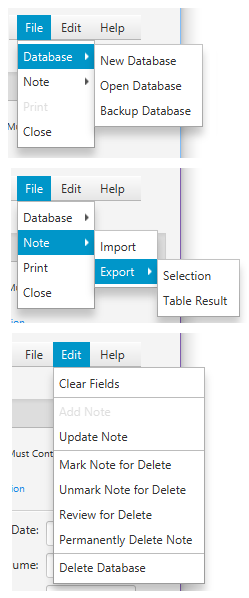 File Edit Help
Database New Database
Note Open Database
Print Backup Database
Must
Close
File Edit Help
Database
Note Import
Print Export Selection
Close Table Result
File Edit Help
Clear Fields
Add Note
Update Note
Must Cont
Mark Note for Delete
Unmark Note for Delete
Review for Delete
Date:
Permanently Delete Note
ume:
Delete Database